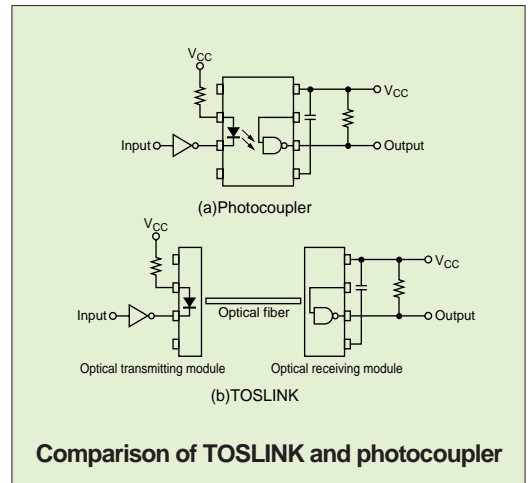 VCC
VCC
Input
Output
(a)Photocoupler
VCC
VCC
Optical fiber
Input
Output
Optical transmitting module
Optical receiving module
(b)TOSLINK
Comparison of TOSLINK and photocoupler